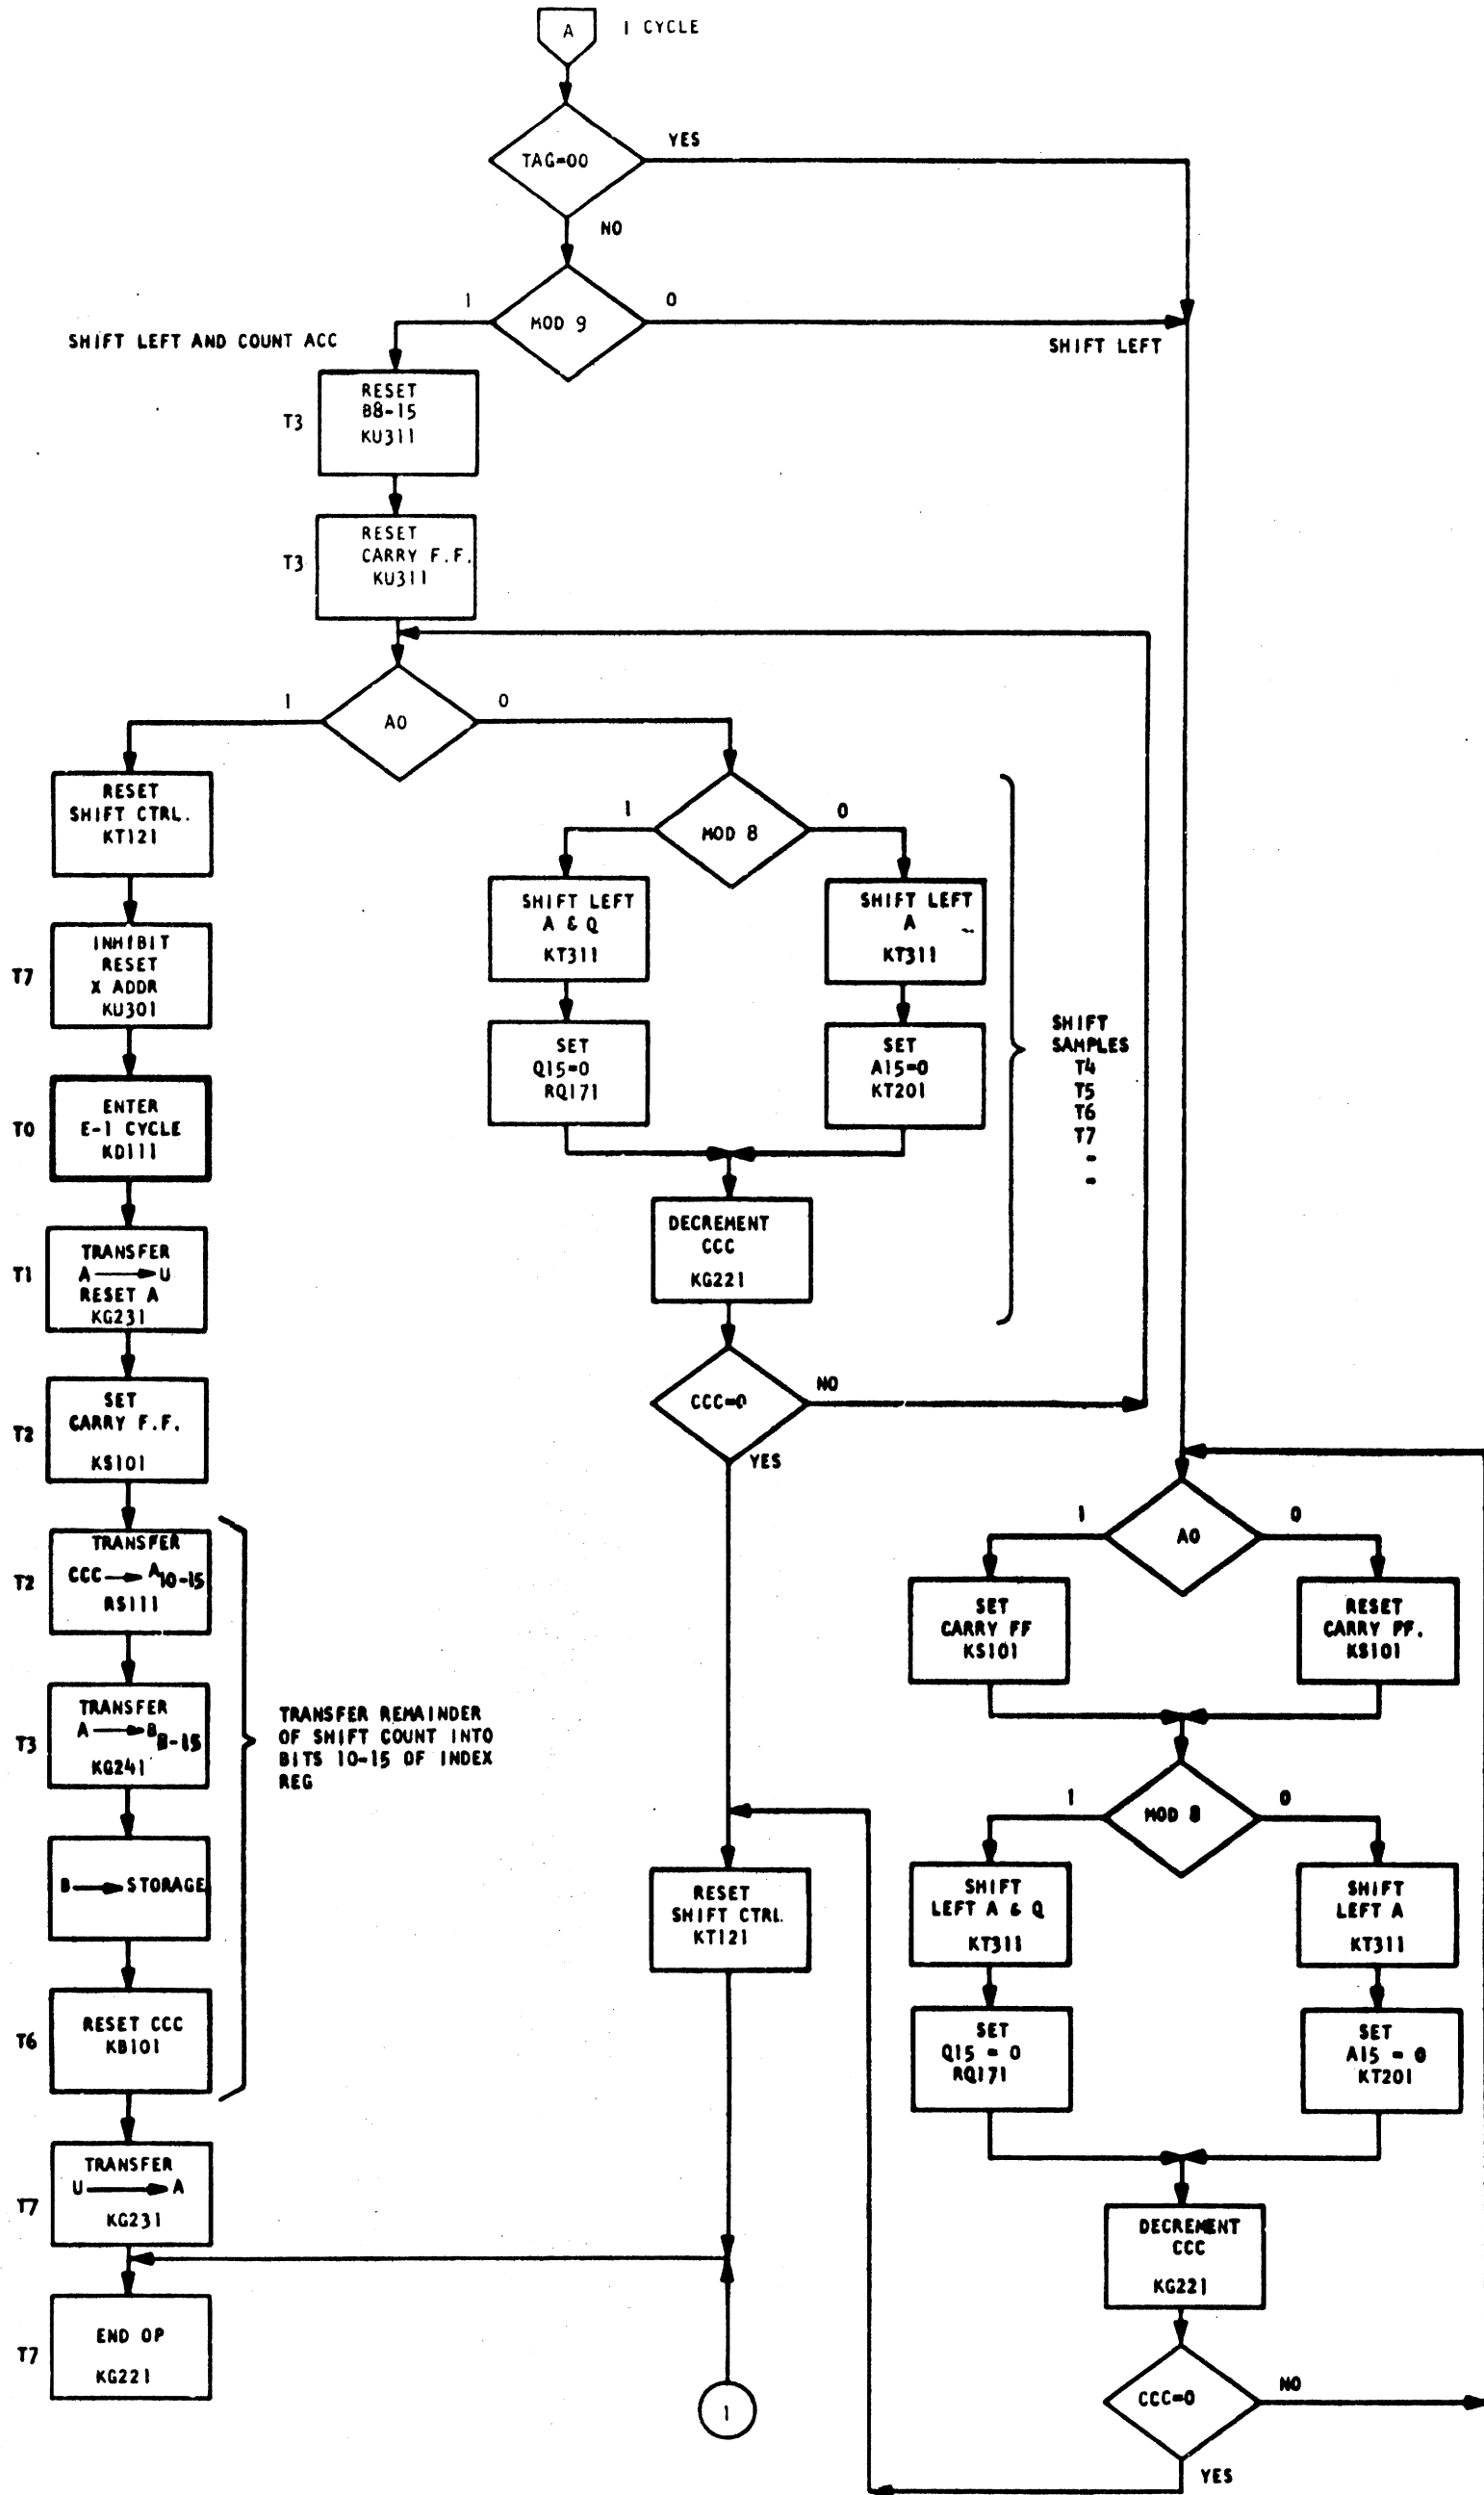 A
I CYCLE
TAG=00
YES
NO
MOD 9
1
0
SHIFT LEFT AND COUNT ACC
SHIFT LEFT
T3
RESET
B8-15
KU311
T3
RESET
CARRY F.F.
KU311
A0
1
0
RESET
SHIFT CTRL.
KT121
MOD 8
1
0
SHIFT LEFT
A & Q
KT311
SHIFT LEFT
A
KT311
T7
INHIBIT
RESET
X ADDR
KU301
SET
Q15=0
RQ171
SET
A15=0
KT201
SHIFT
SAMPLES
T4
T5
T6
T7
-
-
T0
ENTER
E-1 CYCLE
KD111
DECREMENT
CCC
KG221
T1
TRANSFER
A → U
RESET A
KG231
CCC=0
NO
YES
T2
SET
CARRY F.F.
KS101
T2
TRANSFER
CCC → A10-15
RS111
A0
1
0
SET
CARRY FF
KS101
RESET
CARRY FF.
KS101
T3
TRANSFER
A → B8-15
KG241
TRANSFER REMAINDER
OF SHIFT COUNT INTO
BITS 10-15 OF INDEX
REG
MOD 8
1
0
B → STORAGE
RESET
SHIFT CTRL.
KT121
SHIFT
LEFT A & Q
KT311
SHIFT
LEFT A
KT311
T6
RESET CCC
KB101
SET
Q15 = 0
RQ171
SET
A15 = 0
KT201
T7
TRANSFER
U → A
KG231
DECREMENT
CCC
KG221
T7
END OP
KG221
CCC=0
NO
YES
1